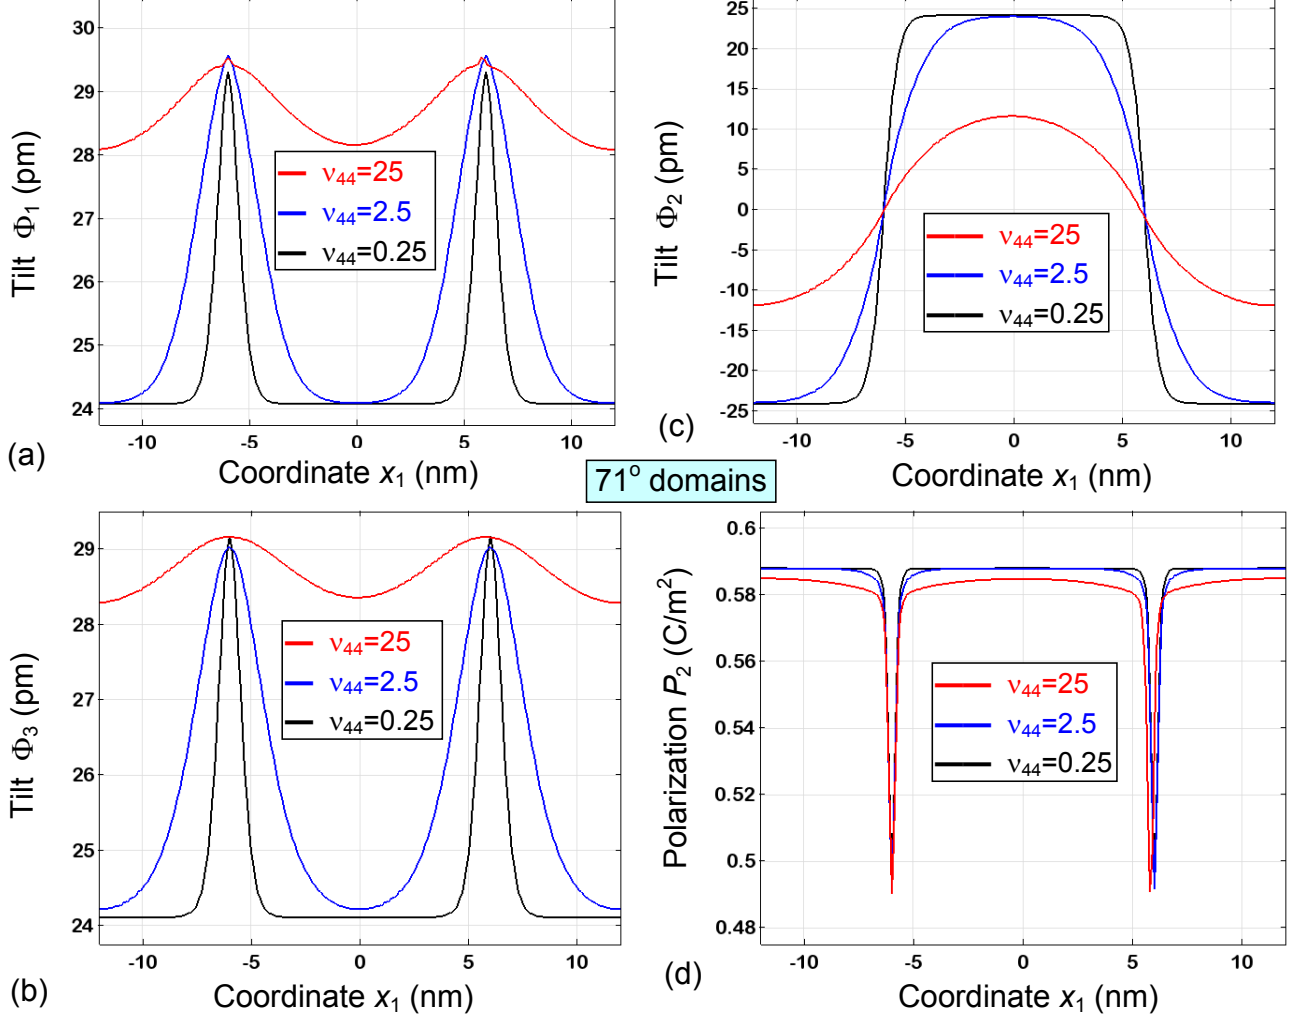 30
29
28
27
26
25
24
Tilt Φ1 (pm)
ν44=25
ν44=2.5
ν44=0.25
-10 -5 0 5 10
(a)
Coordinate x1 (nm)
25
20
15
10
5
0
-5
-10
-15
-20
-25
Tilt Φ2 (pm)
ν44=25
ν44=2.5
ν44=0.25
-10 -5 0 5 10
(c)
Coordinate x1 (nm)
71o domains
29
28
27
26
25
24
Tilt Φ3 (pm)
ν44=25
ν44=2.5
ν44=0.25
-10 -5 0 5 10
(b)
Coordinate x1 (nm)
0.6
0.58
0.56
0.54
0.52
0.5
0.48
Polarization P2 (C/m2)
ν44=25
ν44=2.5
ν44=0.25
-10 -5 0 5 10
(d)
Coordinate x1 (nm)